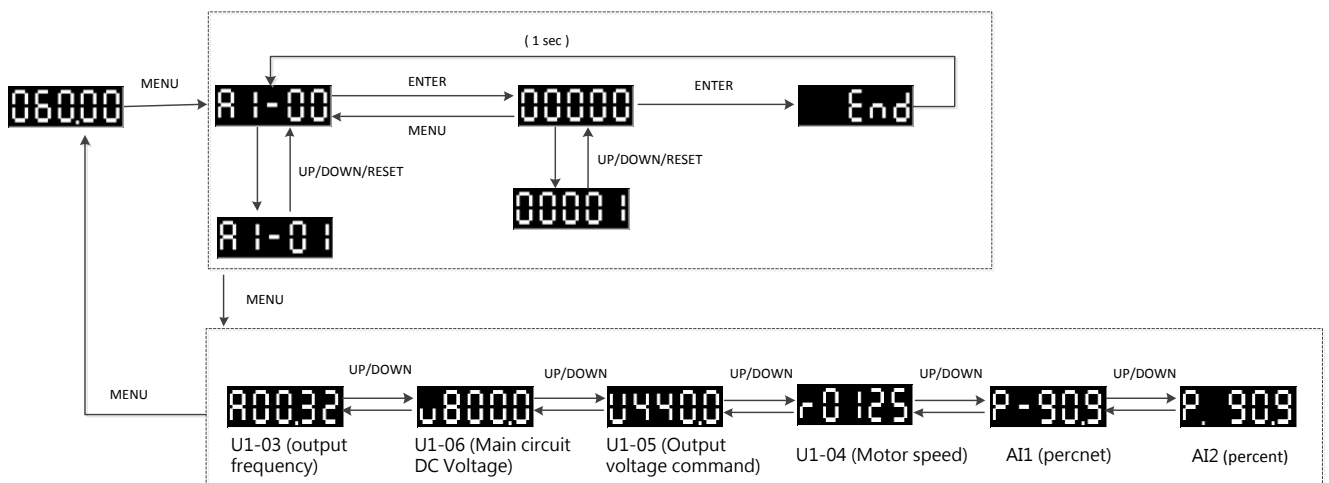 ( 1 sec )
060.00
MENU
A1-00
ENTER
MENU
00000
ENTER
End
UP/DOWN/RESET
UP/DOWN/RESET
A1-01
00001
MENU
MENU
A00.32
UP/DOWN
u800.0
UP/DOWN
U440.0
UP/DOWN
r0125
UP/DOWN
P-90.9
UP/DOWN
P. 90.9
U1-03 (output
frequency)
U1-06 (Main circuit
DC Voltage)
U1-05 (Output
voltage command)
U1-04 (Motor speed)
AI1 (percnet)
AI2 (percent)